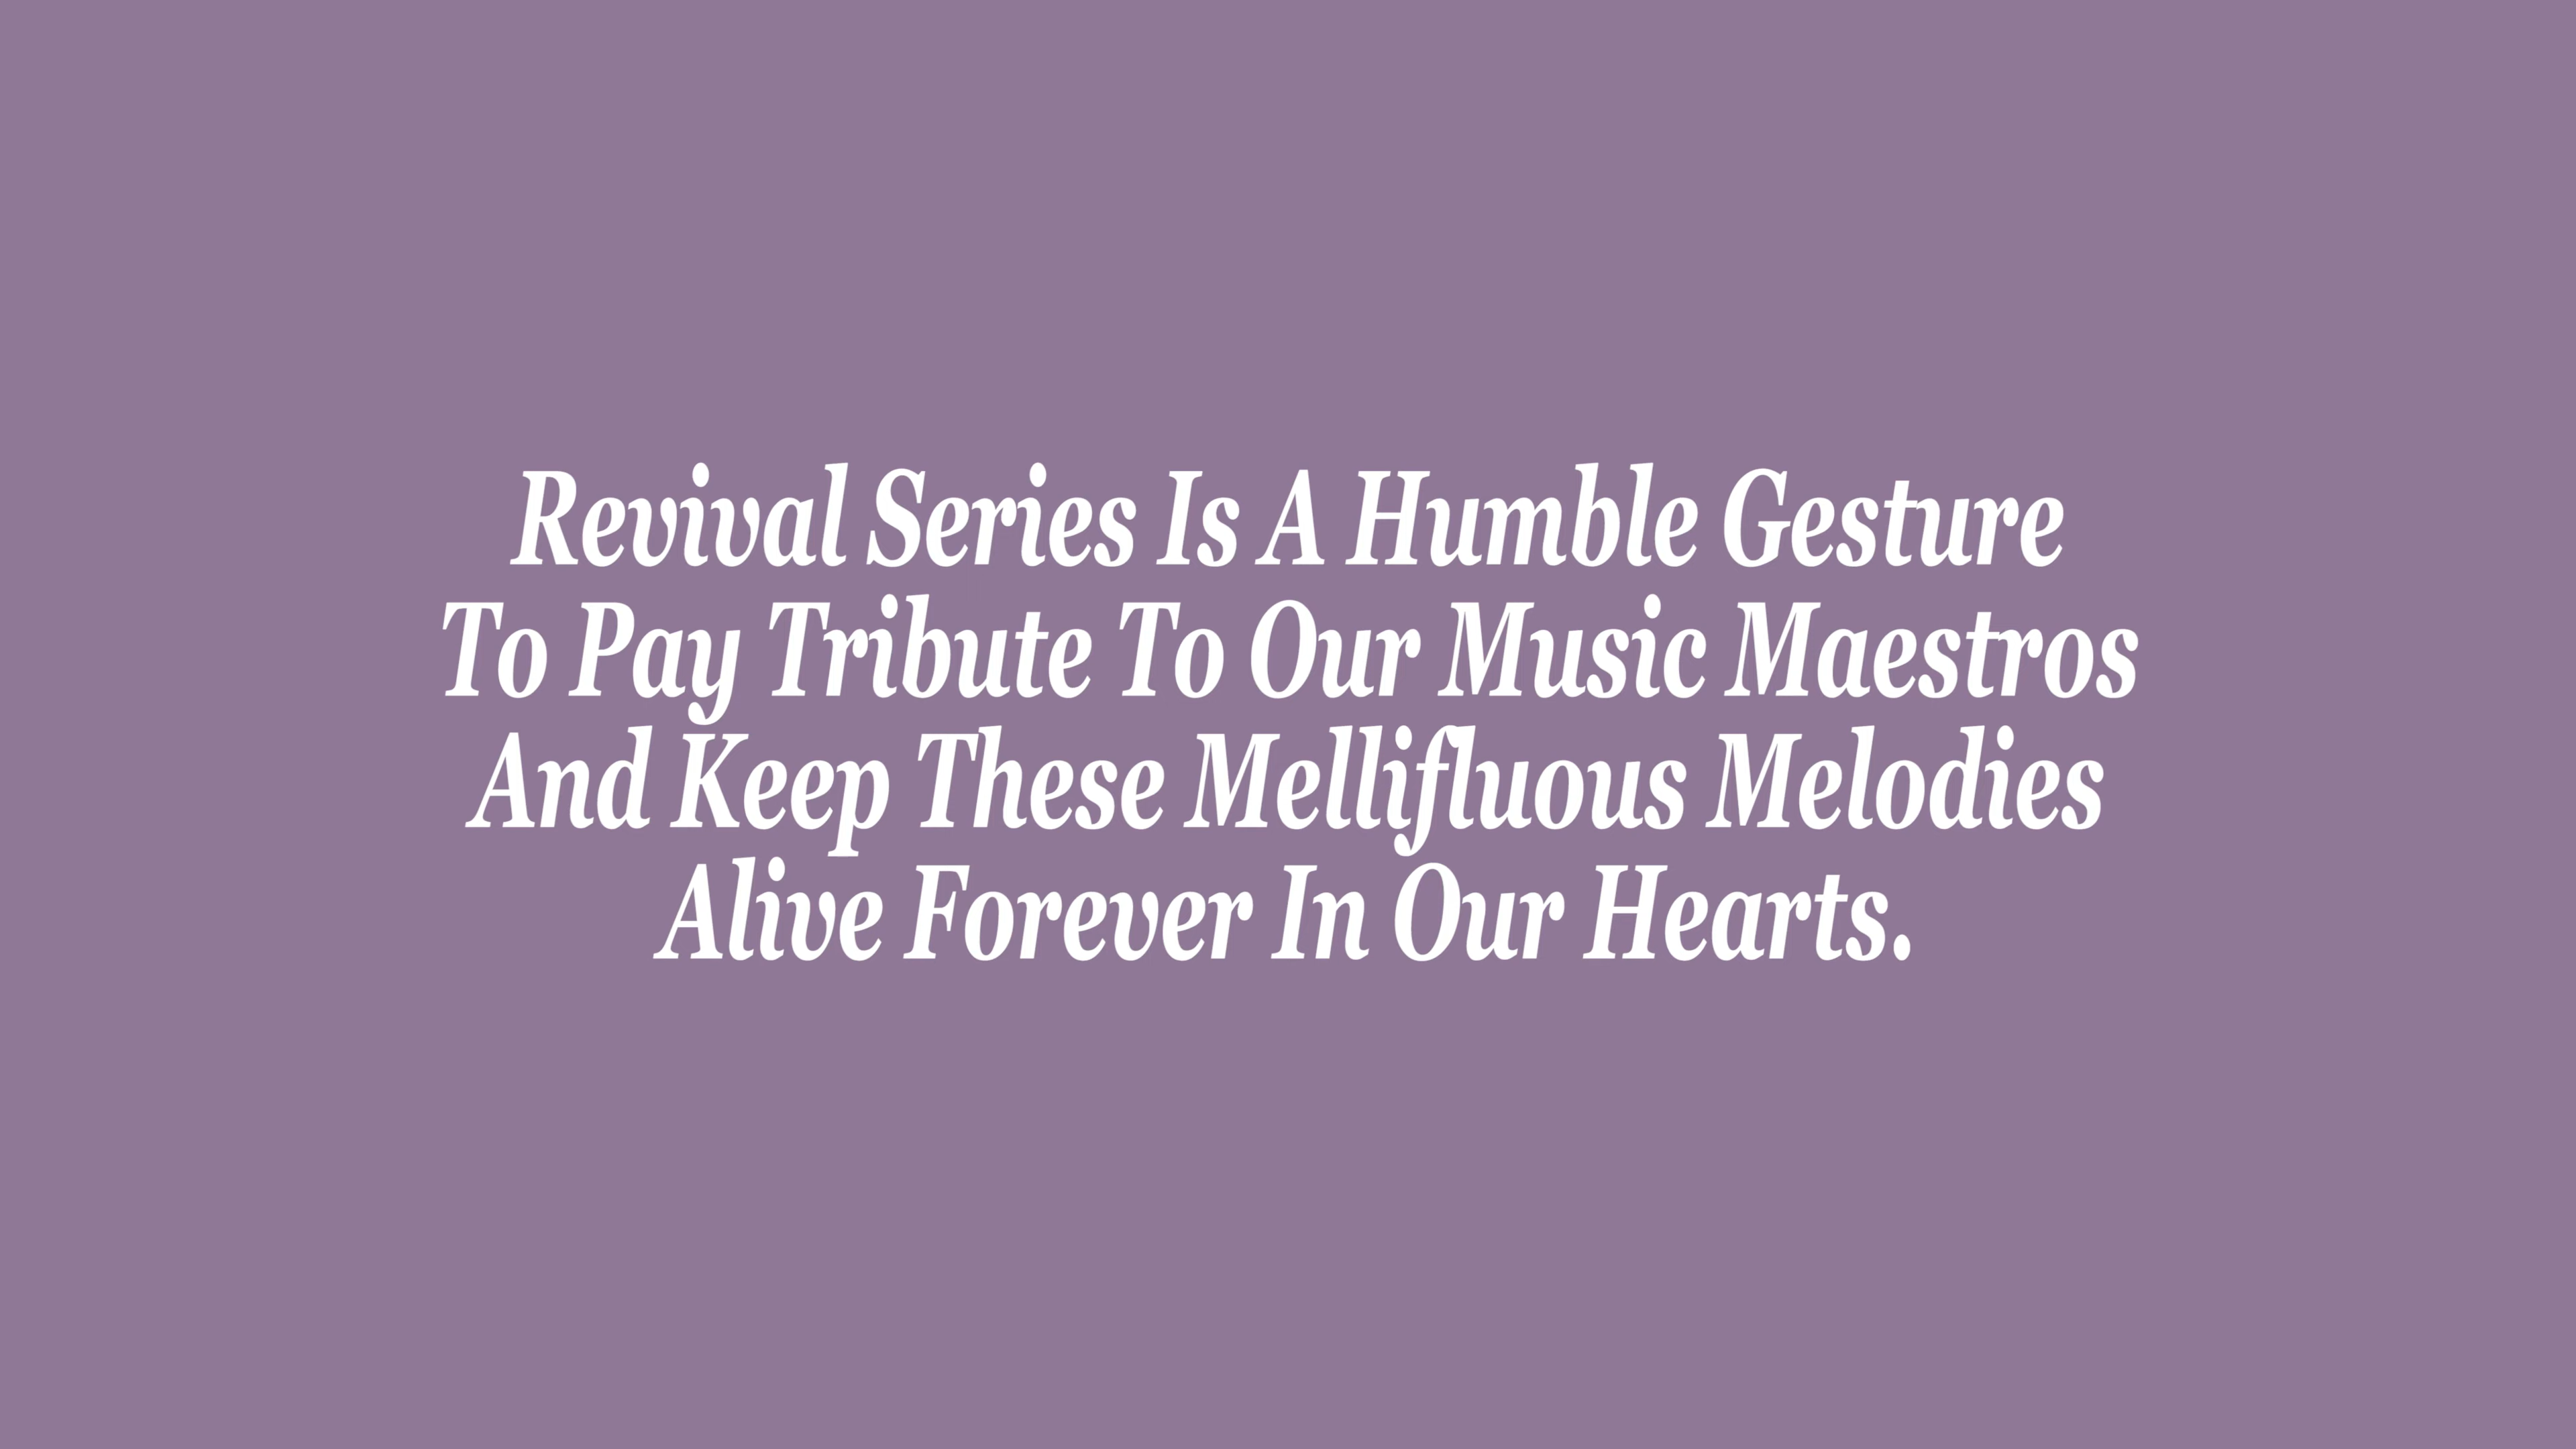 Revival Series Is A Humble Gesture
To Pay Tribute To Our Music Maestros
And Keep These Mellifluous Melodies
Alive Forever In Our Hearts.